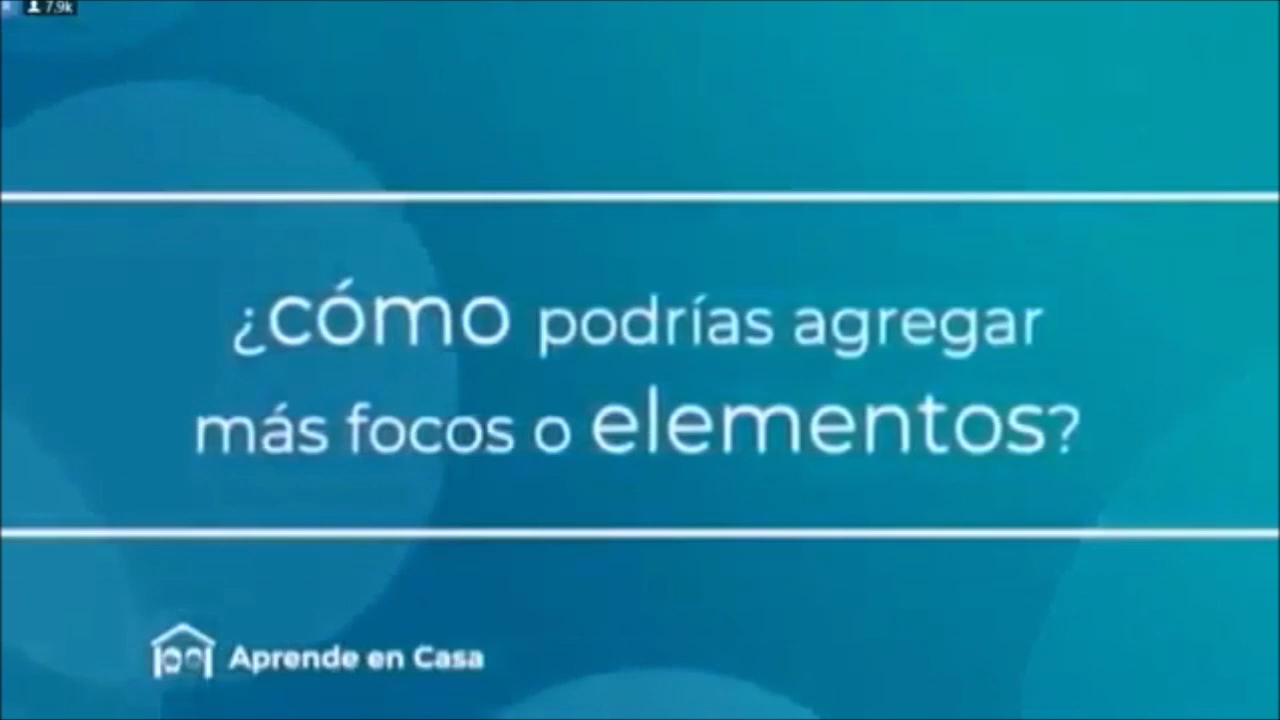 7.9k
¿cómo podrías agregar
más focos o elementos?
Aprende en Casa